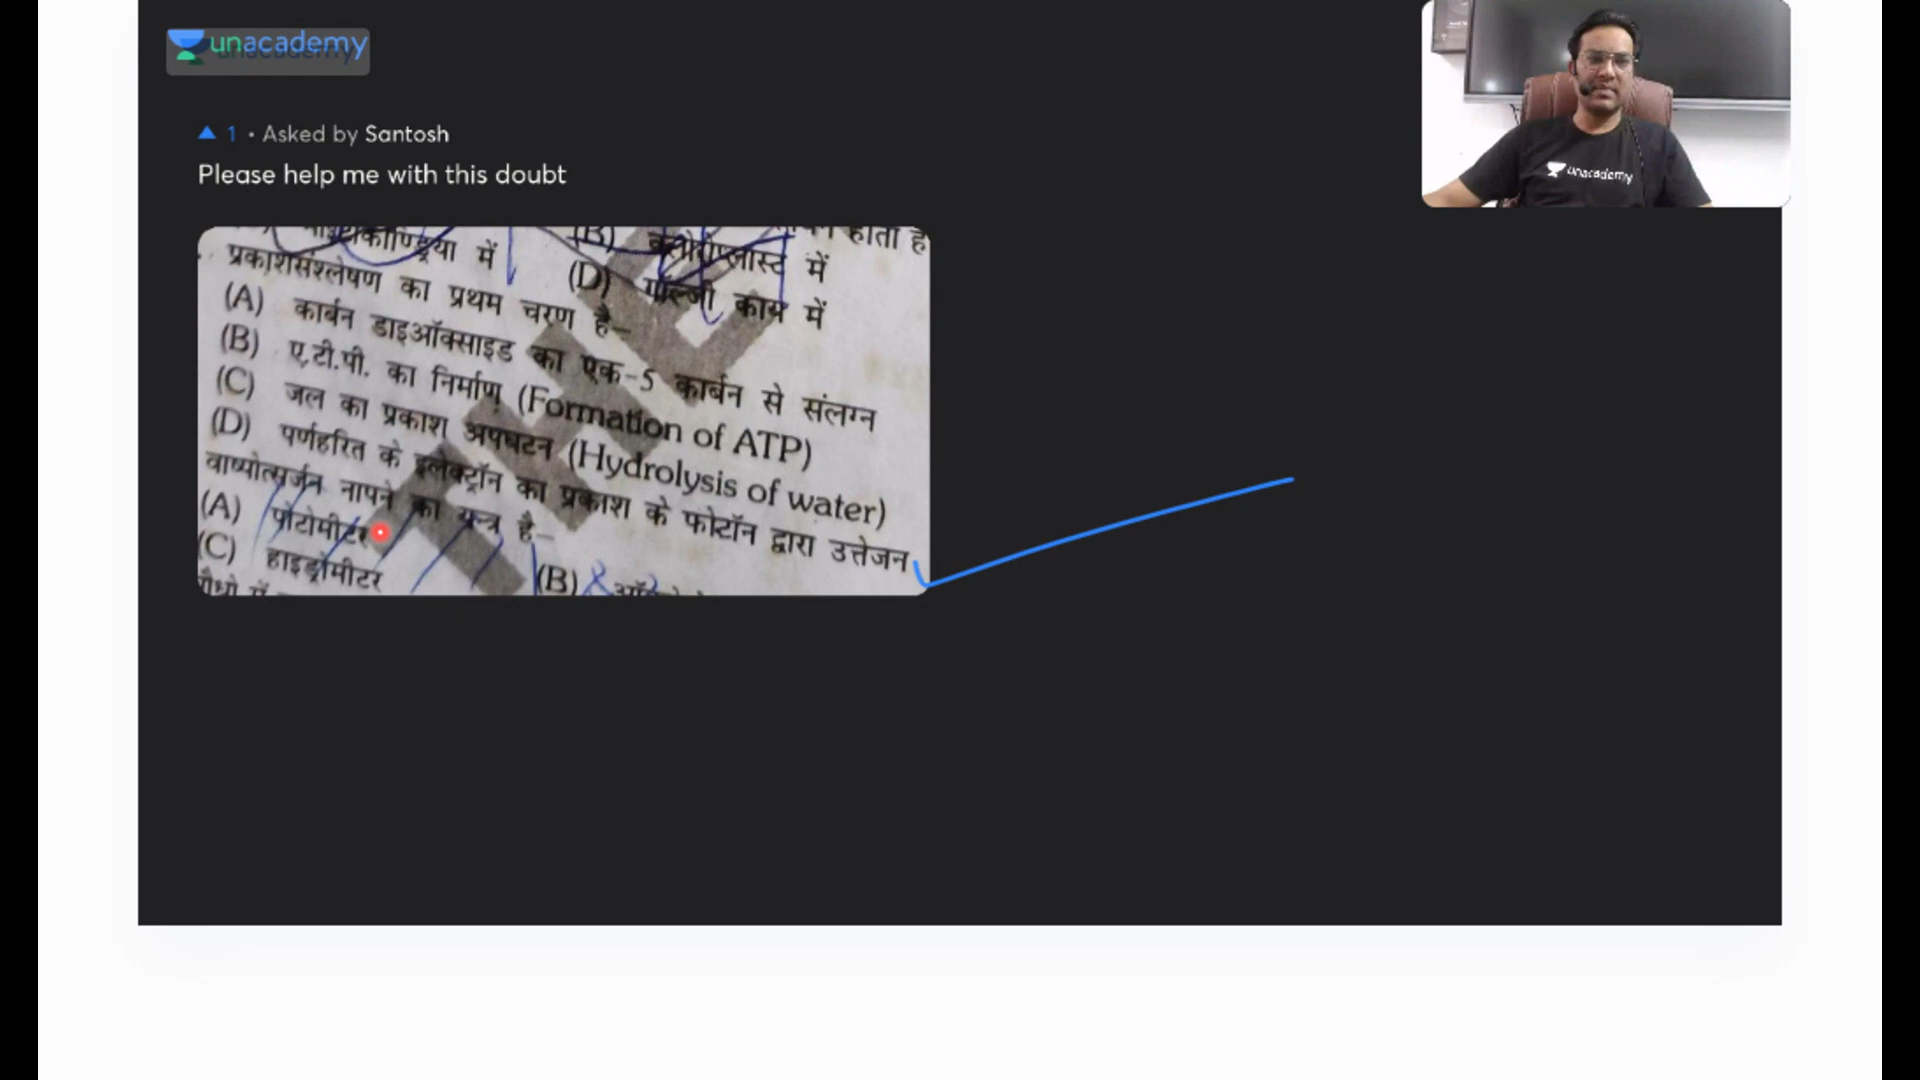 unacademy
1 • Asked by Santosh
Please help me with this doubt
unacademy
होता है
में (B) क्लोरोप्लास्ट में
(D) गॉल्जी काय में
प्रकाशसंश्लेषण का प्रथम चरण है–
(A) कार्बन डाइऑक्साइड का एक-5 कार्बन से संलग्न
(B) ए.टी.पी. का निर्माण (Formation of ATP)
(C) जल का प्रकाश अपघटन (Hydrolysis of water)
(D) पर्णहरित के इलेक्ट्रॉन का प्रकाश के फोटॉन द्वारा उत्तेजन
वाष्पोत्सर्जन नापने का यन्त्र है–
(A) पोटोमीटर
(B)
(C) हाइड्रोमीटर